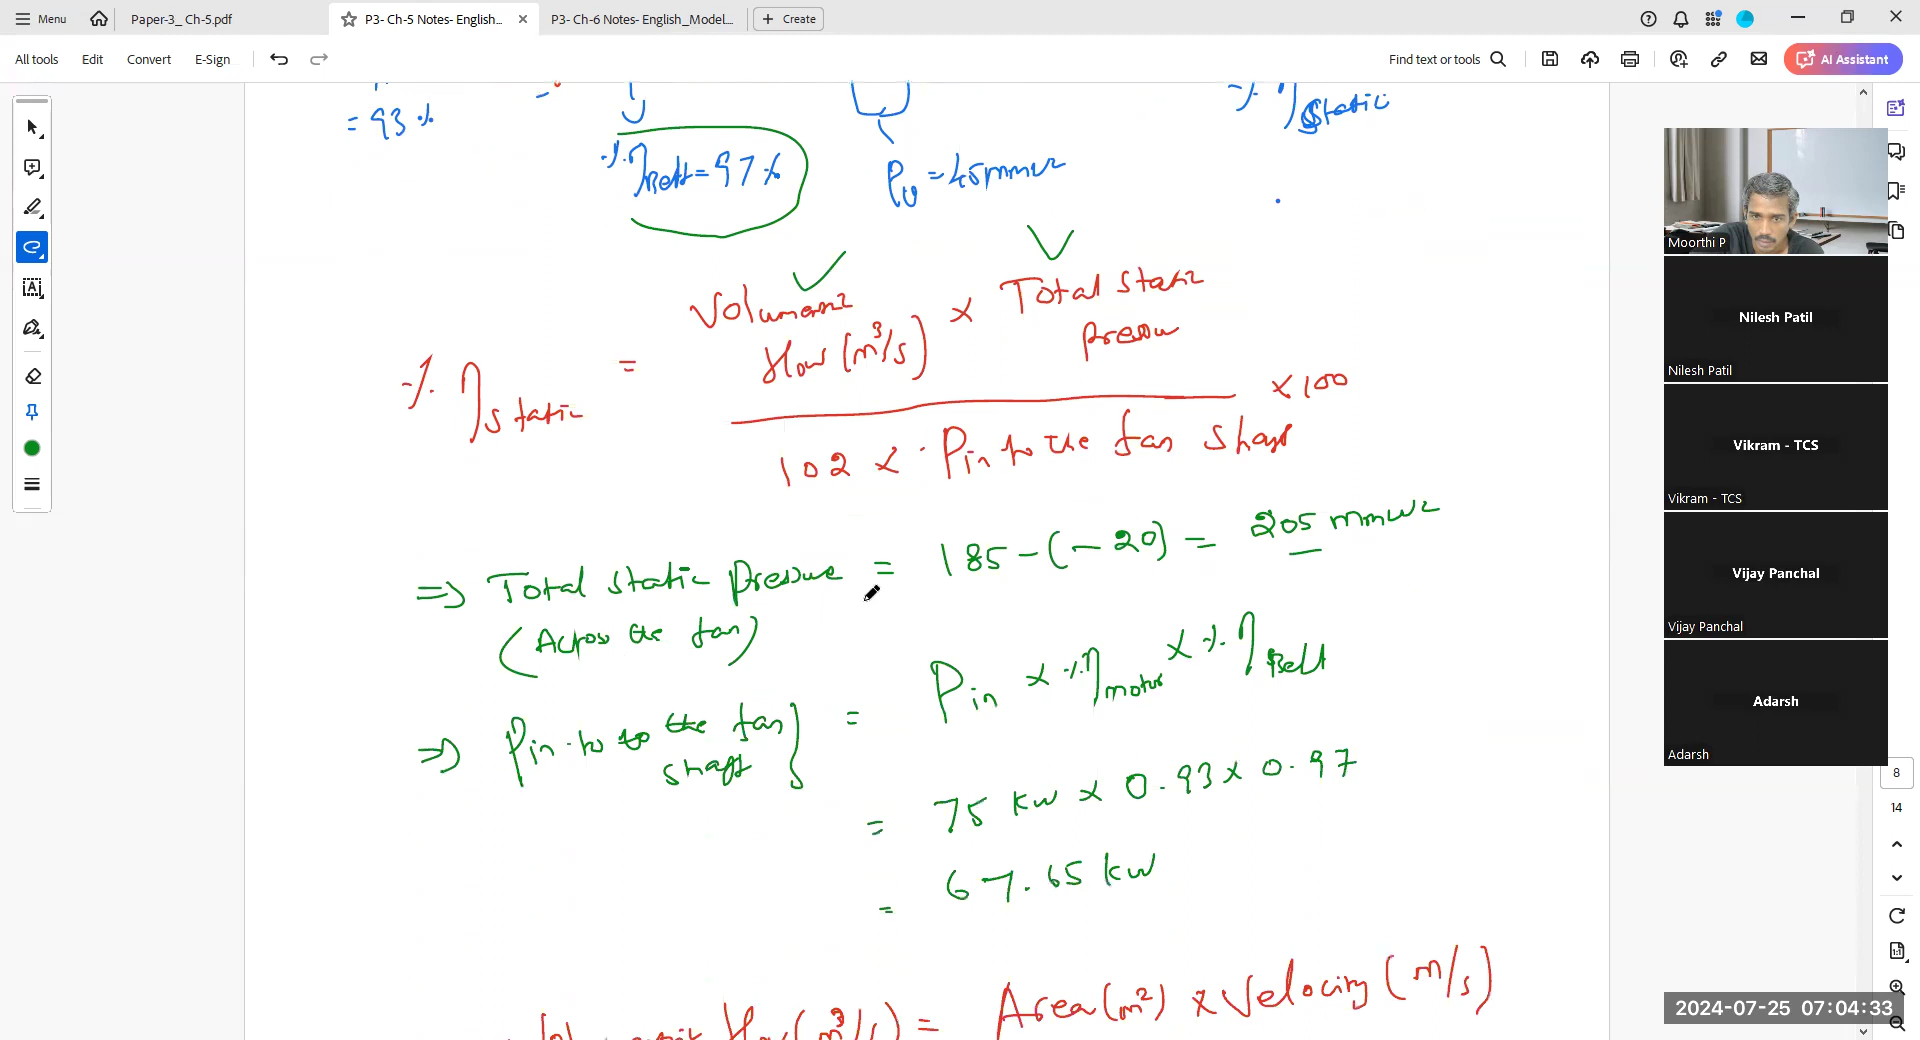 Menu
Paper-3_ Ch-5.pdf
P3- Ch-5 Notes- English...
P3- Ch-6 Notes- English_Model...
Create
All tools
Edit
Convert
E-Sign
Find text or tools
AI Assistant
= 93 %
% η Belt = 97 %
Pv = 45 mmwc
% η static
Volumetric
flow (m³/s) × Total static
pressure
% η static = × 100
102 × Pin to the fan shaft
⇒ Total static pressure = 185 - (- 20) = 205 mmwc
(Across the fan)
⇒ Pin to the fan
shaft } = Pin × % η motor × % η Belt
= 75 kw × 0.93 × 0.97
= 67.65 kw
flow (m³/s) = Area (m²) × Velocity (m/s)
Moorthi P
Nilesh Patil
Nilesh Patil
Vikram - TCS
Vikram - TCS
Vijay Panchal
Vijay Panchal
Adarsh
Adarsh
8
14
1:1
2024-07-25 07:04:33